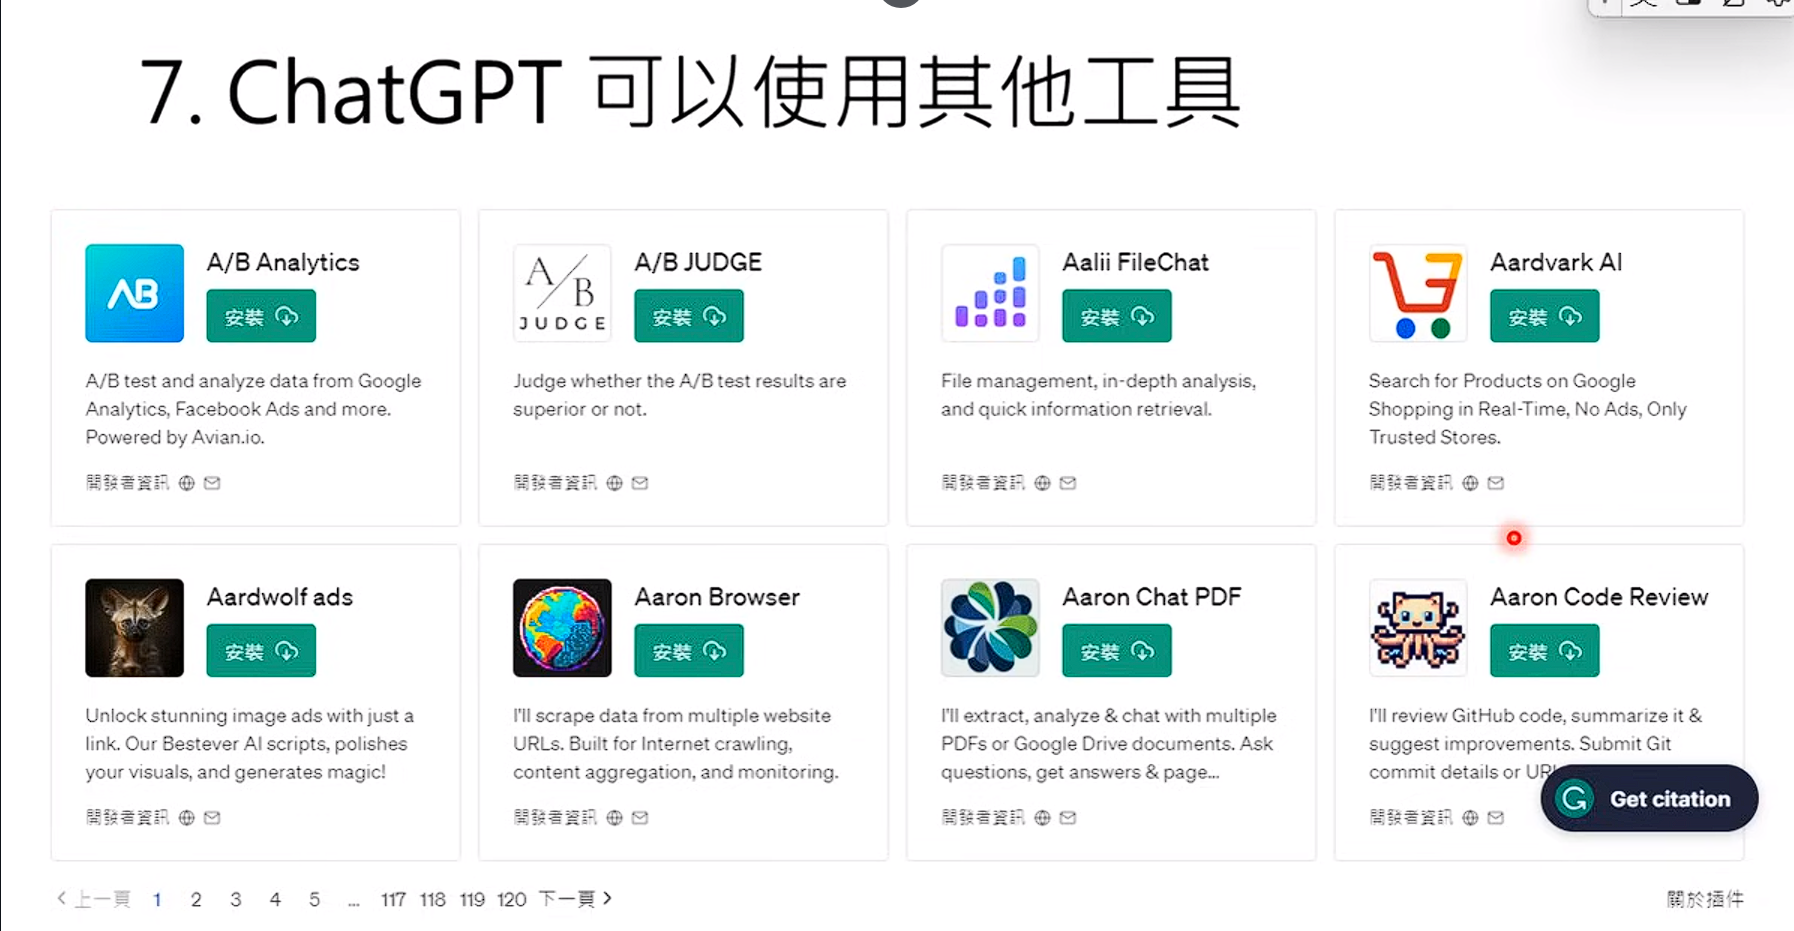 7. ChatGPT 可以使用其他工具
AB
A/B Analytics
安裝
A/B test and analyze data from Google
Analytics, Facebook Ads and more.
Powered by Avian.io.
開發者資訊
A/B
JUDGE
A/B JUDGE
安裝
Judge whether the A/B test results are
superior or not.
開發者資訊
Aalii FileChat
安裝
File management, in-depth analysis,
and quick information retrieval.
開發者資訊
Aardvark AI
安裝
Search for Products on Google
Shopping in Real-Time, No Ads, Only
Trusted Stores.
開發者資訊
Aardwolf ads
安裝
Unlock stunning image ads with just a
link. Our Bestever AI scripts, polishes
your visuals, and generates magic!
開發者資訊
Aaron Browser
安裝
I'll scrape data from multiple website
URLs. Built for Internet crawling,
content aggregation, and monitoring.
開發者資訊
Aaron Chat PDF
安裝
I'll extract, analyze & chat with multiple
PDFs or Google Drive documents. Ask
questions, get answers & page...
開發者資訊
Aaron Code Review
安裝
I'll review GitHub code, summarize it &
suggest improvements. Submit Git
commit details or
開發者資訊
Get citation
上一頁 1 2 3 4 5 ... 117 118 119 120 下一頁
關於插件